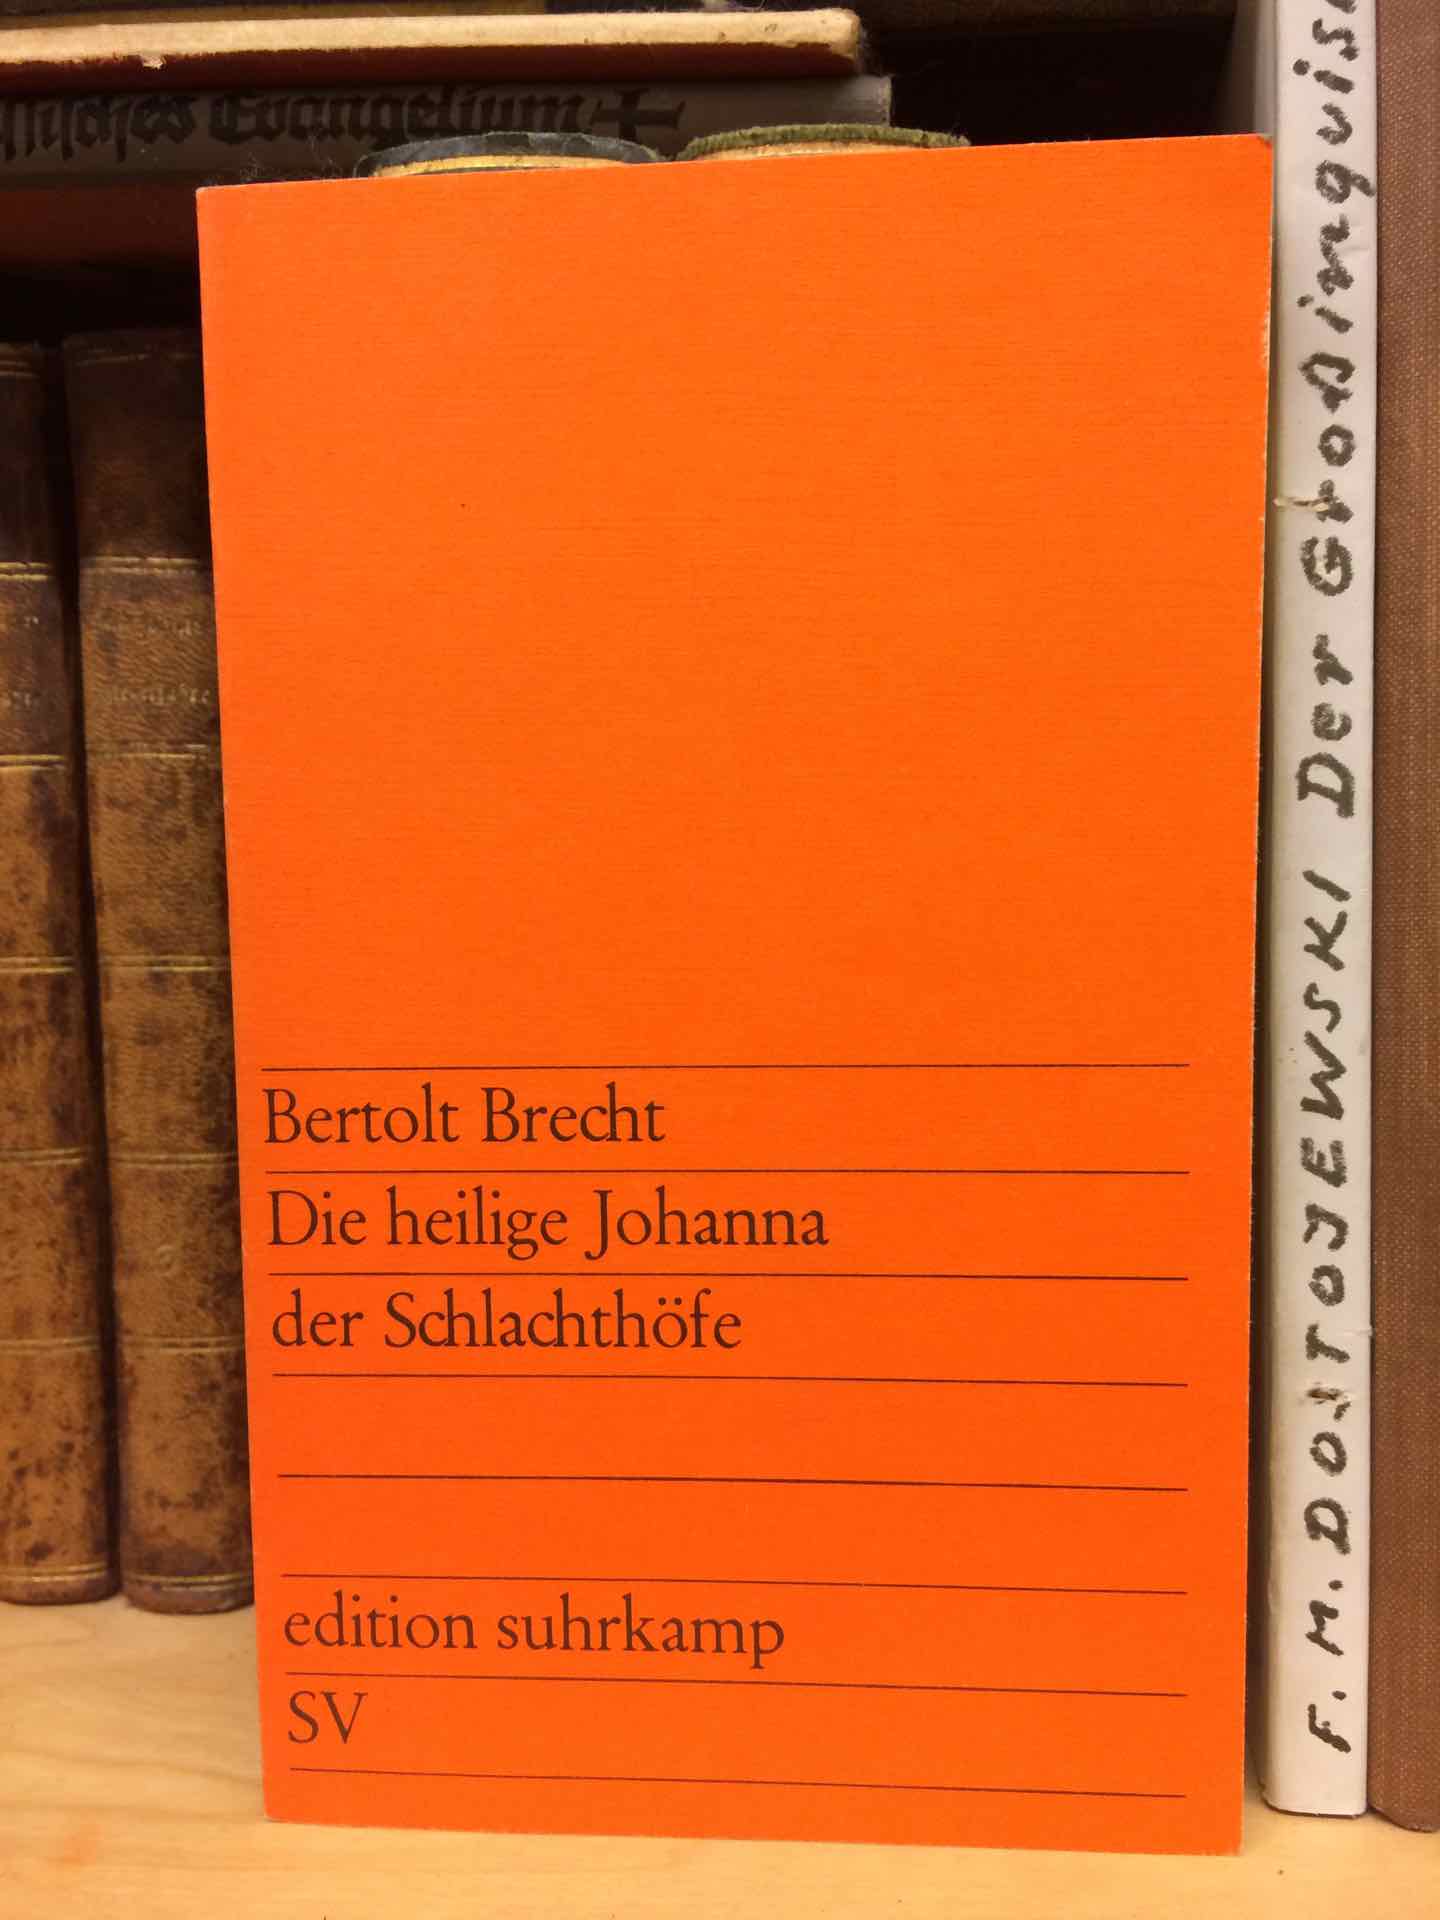 Evangelium
Bertolt Brecht
Die heilige Johanna
der Schlachthöfe
edition suhrkamp
SV
F. M. DOSTOJEWSKI Der Großinquis